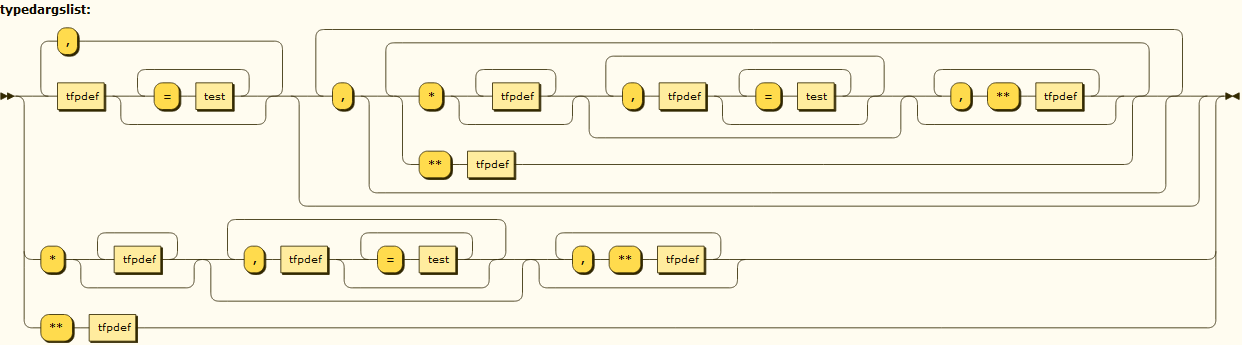 typedargslist:
,
tfpdef = test , * tfpdef , tfpdef = test , ** tfpdef
** tfpdef
* tfpdef , tfpdef = test , ** tfpdef
** tfpdef